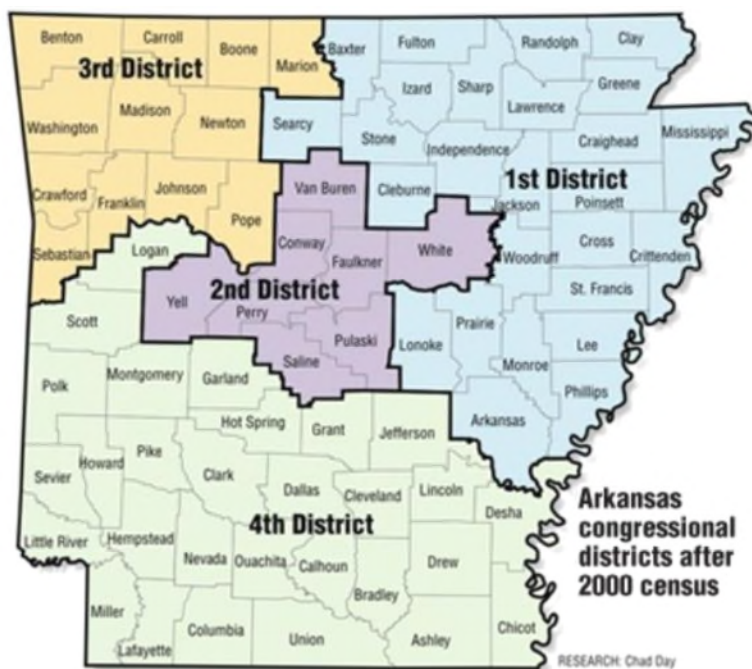 Benton
Carroll
Boone
Marion
Baxter
Fulton
Randolph
Clay
3rd District
Izard
Sharp
Greene
Lawrence
Washington
Madison
Newton
Searcy
Stone
Independence
Craighead
Mississippi
Crawford
Franklin
Johnson
Pope
Van Buren
Cleburne
1st District
Jackson
Poinsett
Sebastian
Logan
Conway
Faulkner
White
Woodruff
Cross
Crittenden
2nd District
St. Francis
Scott
Yell
Perry
Pulaski
Saline
Lonoke
Prairie
Monroe
Lee
Phillips
Polk
Montgomery
Garland
Arkansas
Hot Spring
Grant
Jefferson
Sevier
Howard
Pike
Clark
Dallas
Cleveland
Lincoln
Desha
4th District
Little River
Hempstead
Nevada
Ouachita
Calhoun
Bradley
Drew
Miller
Lafayette
Columbia
Union
Ashley
Chicot
Arkansas
congressional
districts after
2000 census
RESEARCH: Chad Day